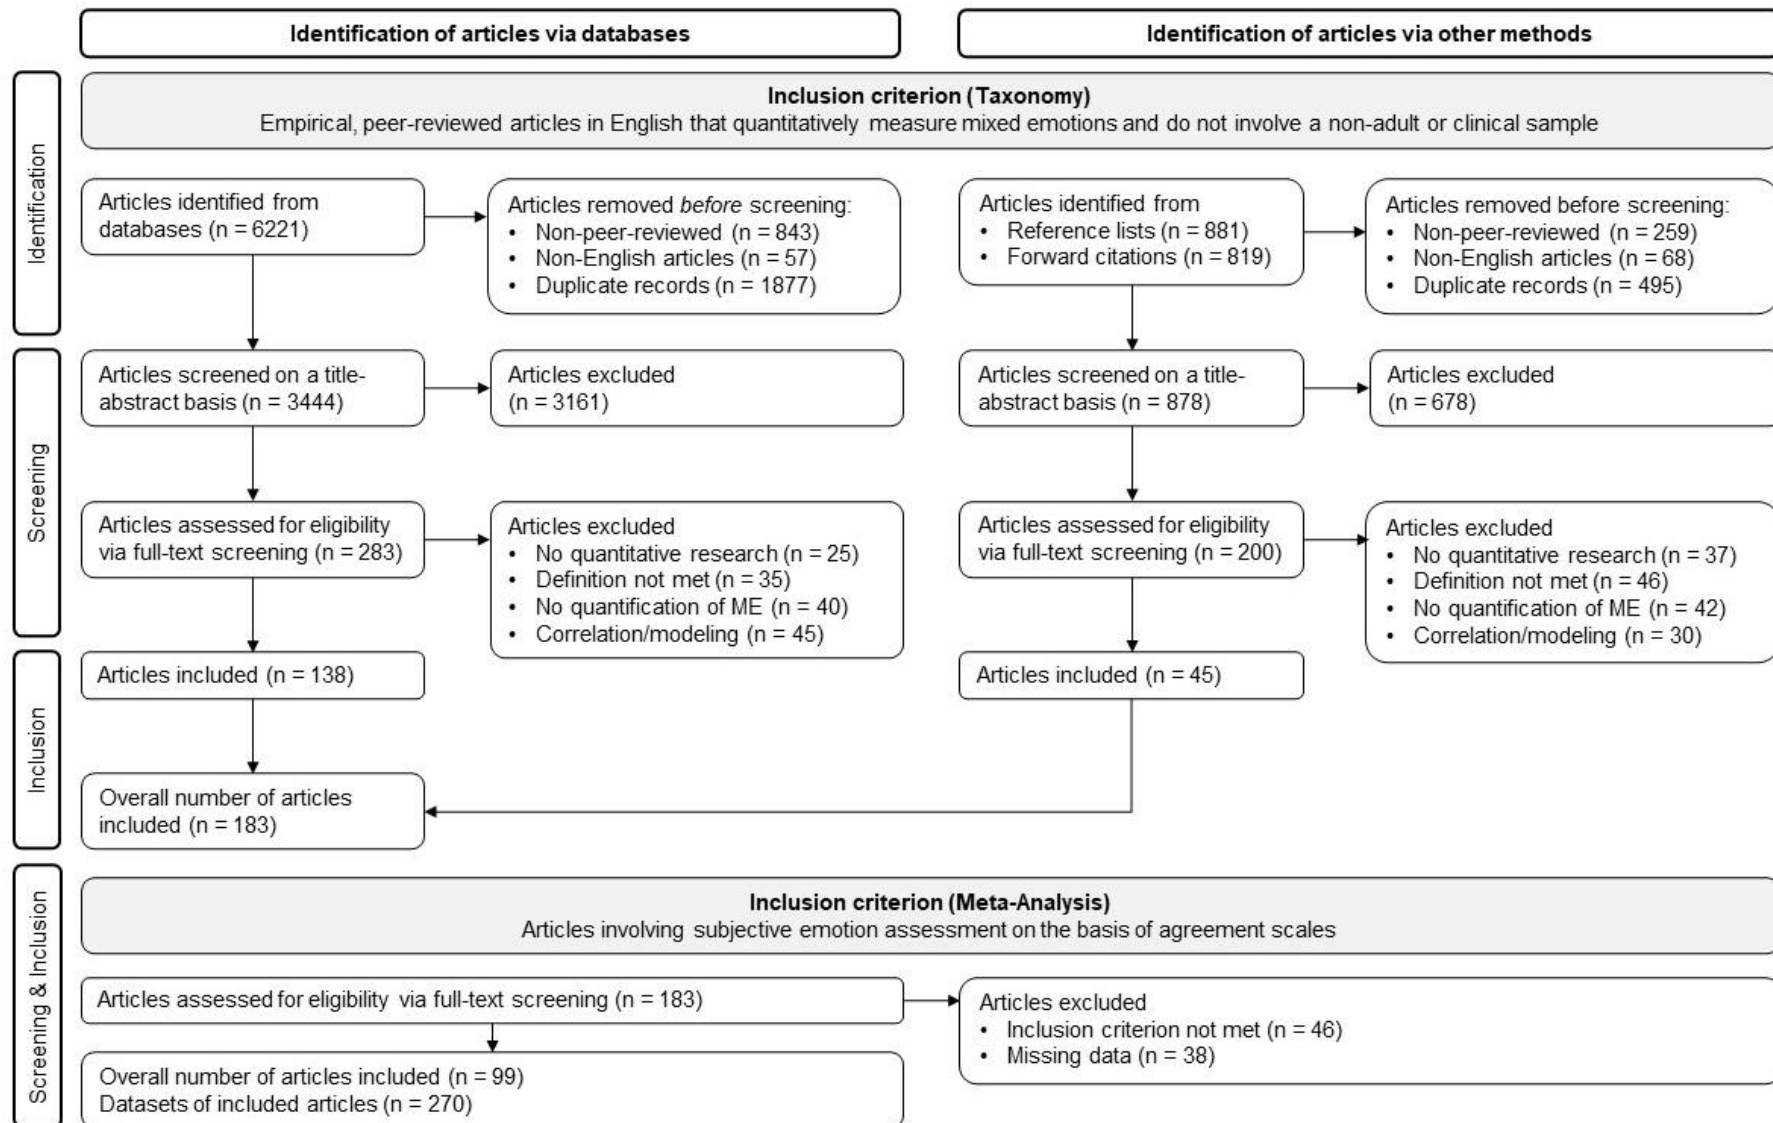 Identification of articles via databases
Identification of articles via other methods
Identification
Inclusion criterion (Taxonomy)
Empirical, peer-reviewed articles in English that quantitatively measure mixed emotions and do not involve a non-adult or clinical sample
Articles identified from
databases (n = 6221)
Articles removed before screening:
• Non-peer-reviewed (n = 843)
• Non-English articles (n = 57)
• Duplicate records (n = 1877)
Articles identified from
• Reference lists (n = 881)
• Forward citations (n = 819)
Articles removed before screening:
• Non-peer-reviewed (n = 259)
• Non-English articles (n = 68)
• Duplicate records (n = 495)
Screening
Articles screened on a title-
abstract basis (n = 3444)
Articles excluded
(n = 3161)
Articles screened on a title-
abstract basis (n = 878)
Articles excluded
(n = 678)
Articles assessed for eligibility
via full-text screening (n = 283)
Articles excluded
• No quantitative research (n = 25)
• Definition not met (n = 35)
• No quantification of ME (n = 40)
• Correlation/modeling (n = 45)
Articles assessed for eligibility
via full-text screening (n = 200)
Articles excluded
• No quantitative research (n = 37)
• Definition not met (n = 46)
• No quantification of ME (n = 42)
• Correlation/modeling (n = 30)
Inclusion
Articles included (n = 138)
Articles included (n = 45)
Overall number of articles
included (n = 183)
Screening & Inclusion
Inclusion criterion (Meta-Analysis)
Articles involving subjective emotion assessment on the basis of agreement scales
Articles assessed for eligibility via full-text screening (n = 183)
Articles excluded
• Inclusion criterion not met (n = 46)
• Missing data (n = 38)
Overall number of articles included (n = 99)
Datasets of included articles (n = 270)